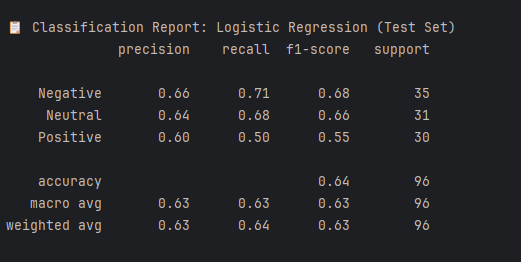 📋 Classification Report: Logistic Regression (Test Set)
precision recall f1-score support
Negative 0.66 0.71 0.68 35
Neutral 0.64 0.68 0.66 31
Positive 0.60 0.50 0.55 30
accuracy 0.64 96
macro avg 0.63 0.63 0.63 96
weighted avg 0.63 0.64 0.63 96